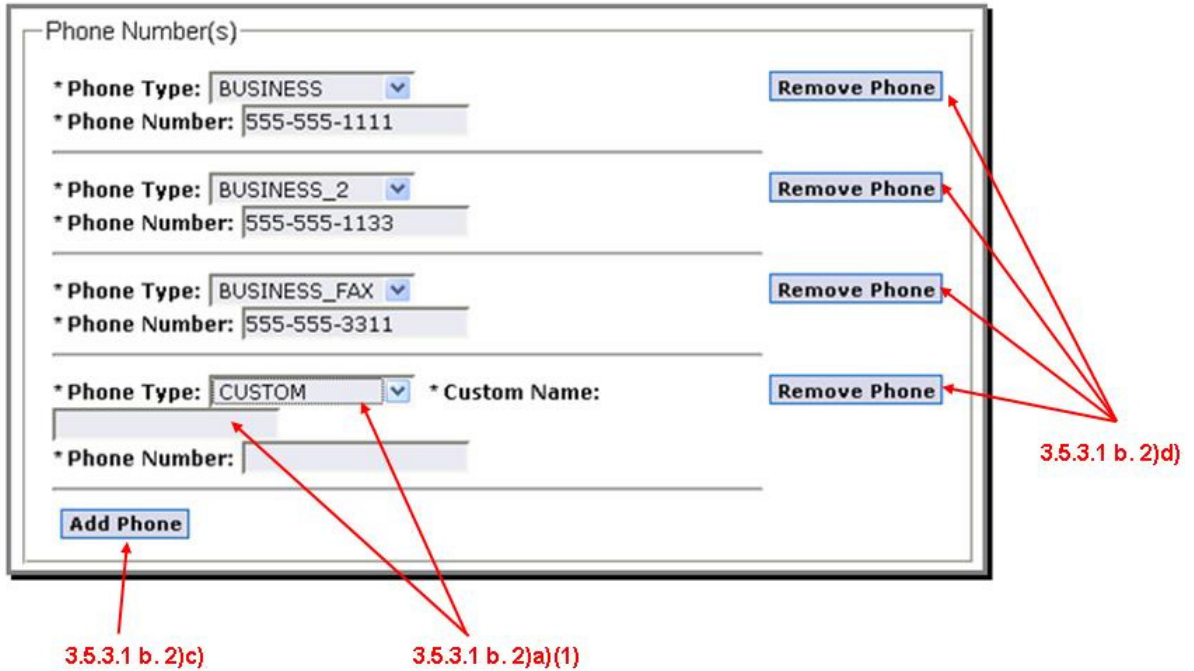 Phone Number(s)
* Phone Type: BUSINESS Remove Phone
* Phone Number: 555-555-1111
* Phone Type: BUSINESS_2 Remove Phone
* Phone Number: 555-555-1133
* Phone Type: BUSINESS_FAX Remove Phone
* Phone Number: 555-555-3311
* Phone Type: CUSTOM * Custom Name: Remove Phone
* Phone Number:
3.5.3.1 b. 2)d)
Add Phone
3.5.3.1 b. 2)c) 3.5.3.1 b. 2)a)(1)